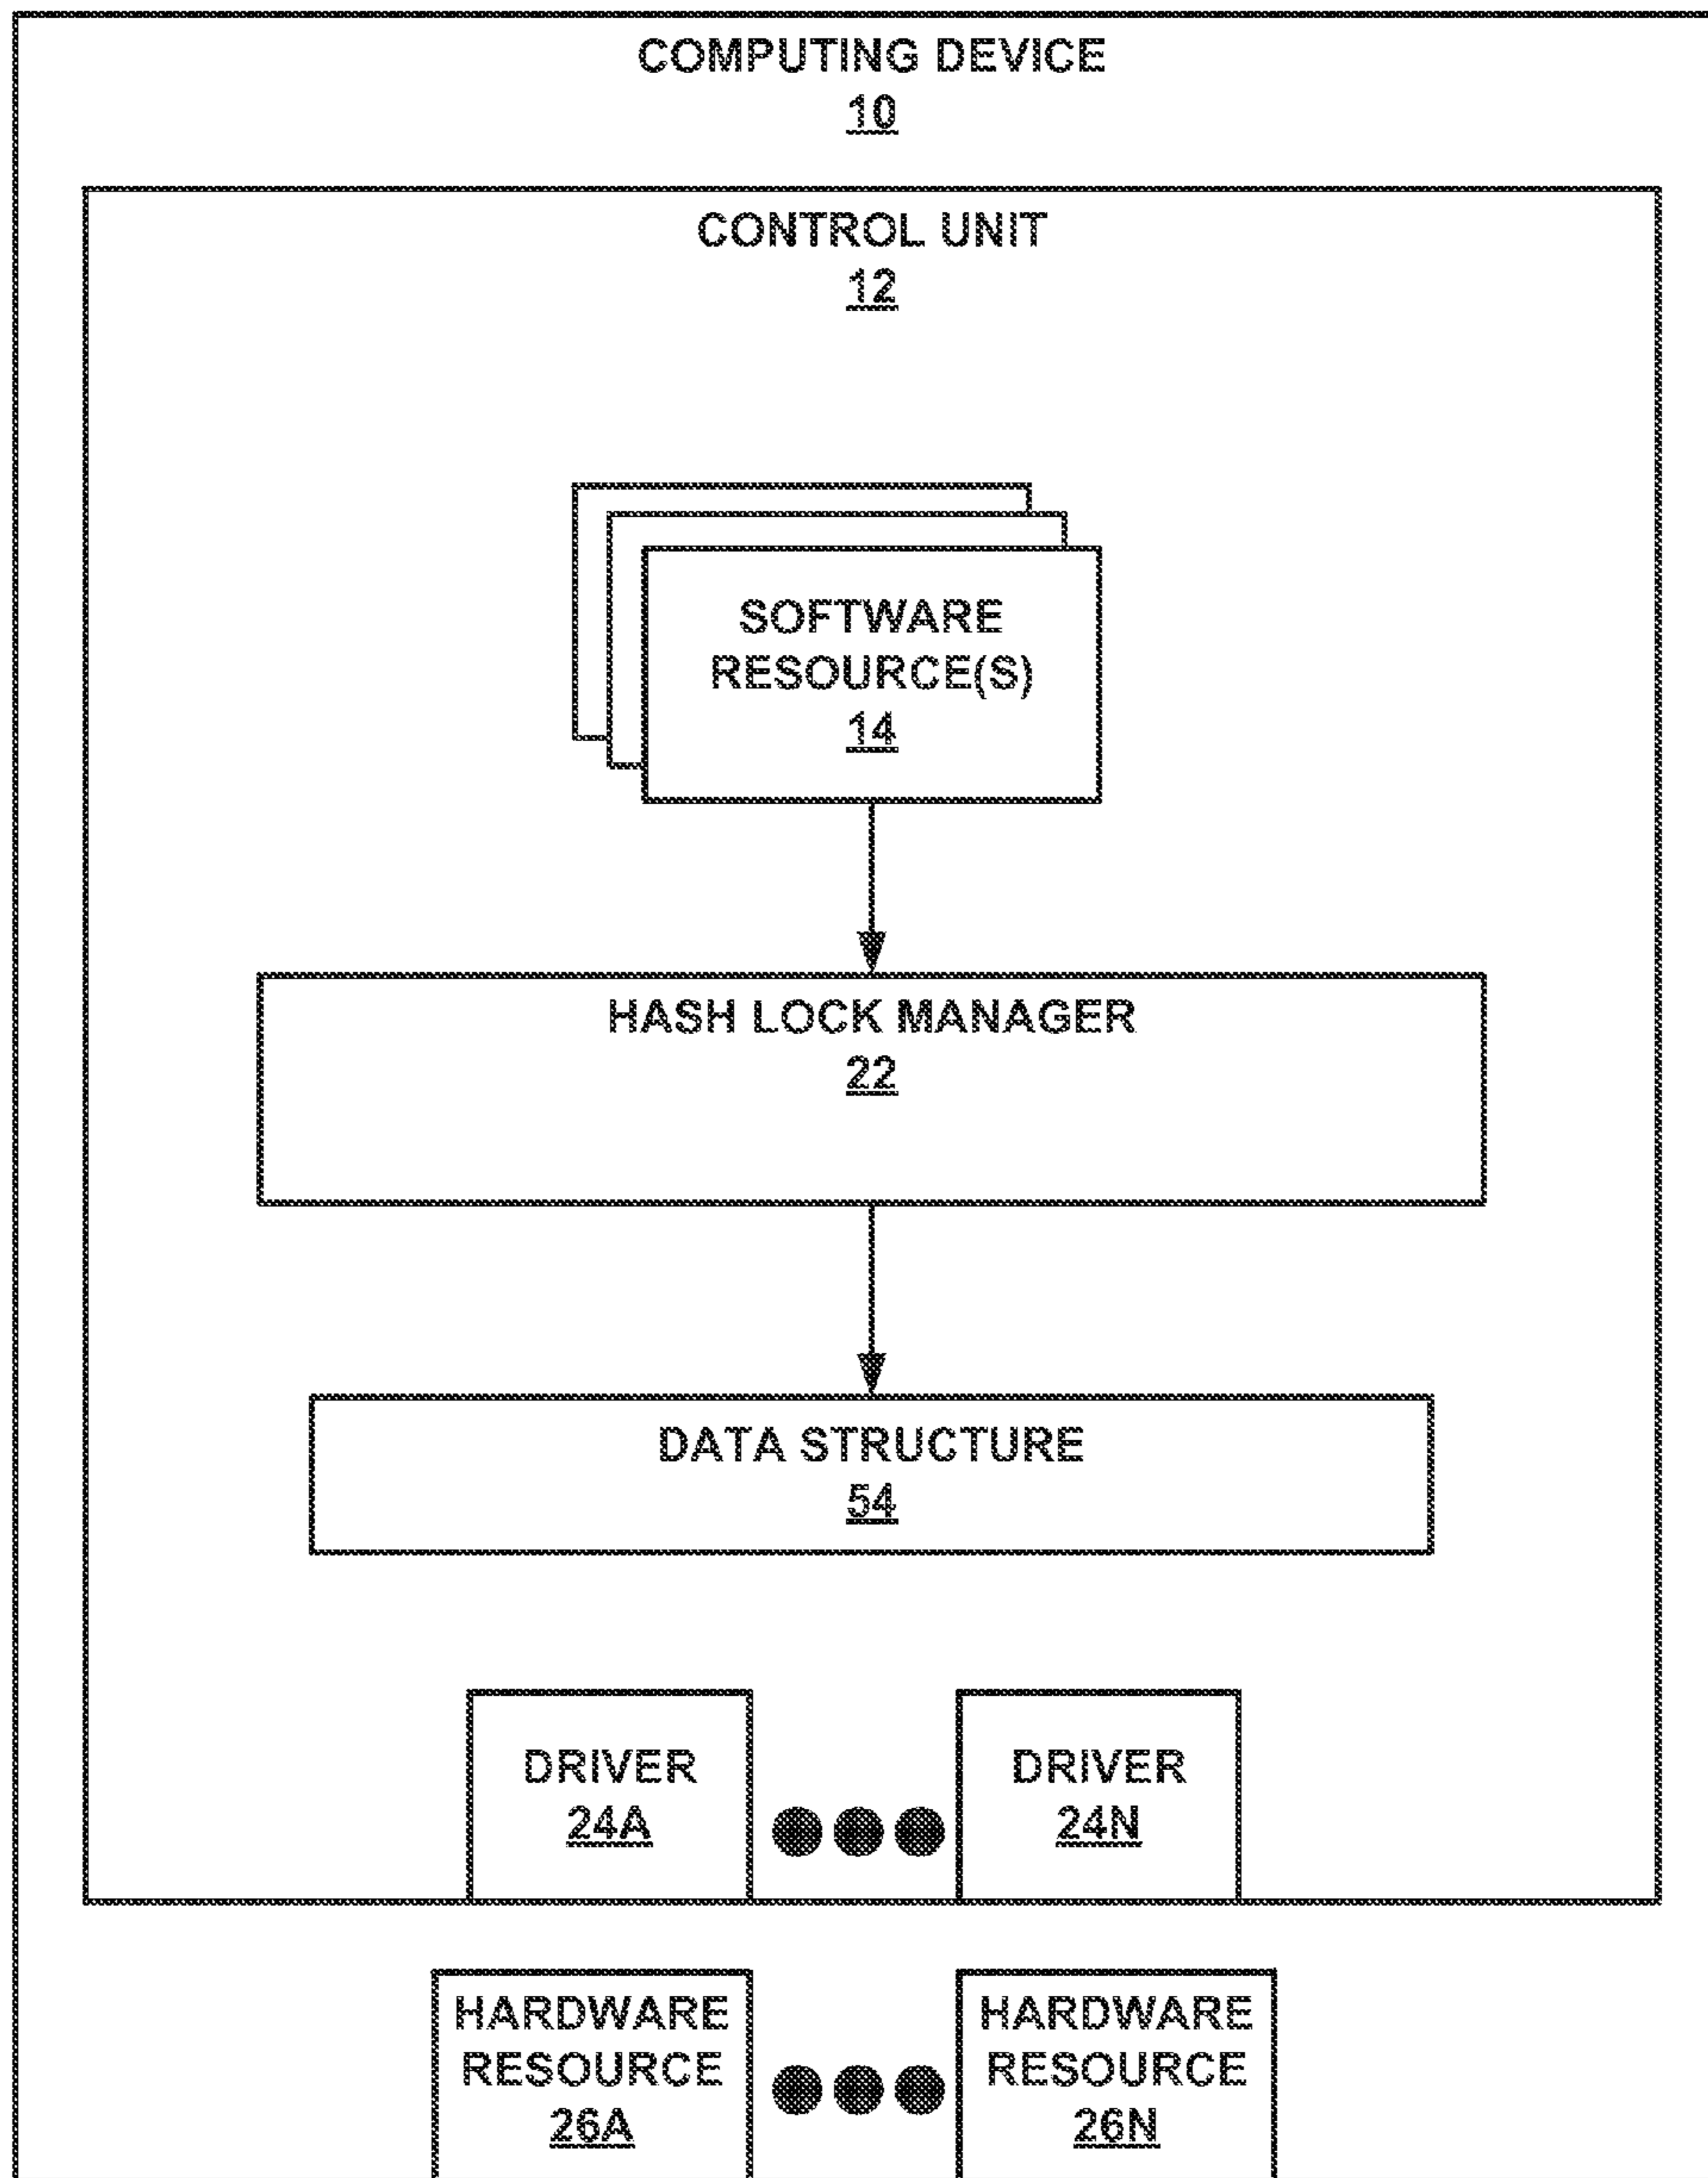 COMPUTING DEVICE
10
CONTROL UNIT
12
SOFTWARE
RESOURCE(S)
14
HASH LOCK MANAGER
22
DATA STRUCTURE
54
DRIVER
24A
DRIVER
24N
HARDWARE
RESOURCE
26A
HARDWARE
RESOURCE
26N